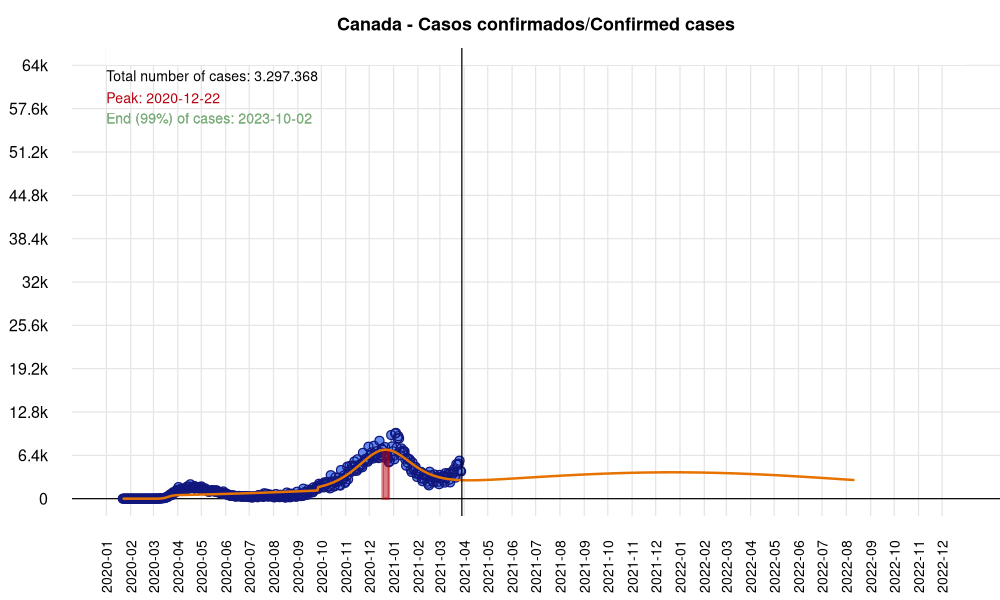 Canada - Casos confirmados/Confirmed cases
64k
Total number of cases: 3.297.368
Peak: 2020-12-22
57.6k
End (99%) of cases: 2023-10-02
51.2k
44.8k
38.4k
32k
25.6k
19.2k
12.8k
6.4k
0
2020-01
2020-02
2020-03
2020-04
2020-05
2020-06
2020-07
2020-08
2020-09
2020-10
2020-11
2020-12
2021-01
2021-02
2021-03
2021-04
2021-05
2021-06
2021-07
2021-08
2021-09
2021-10
2021-11
2021-12
2022-01
2022-02
2022-03
2022-04
2022-05
2022-06
2022-07
2022-08
2022-09
2022-10
2022-11
2022-12